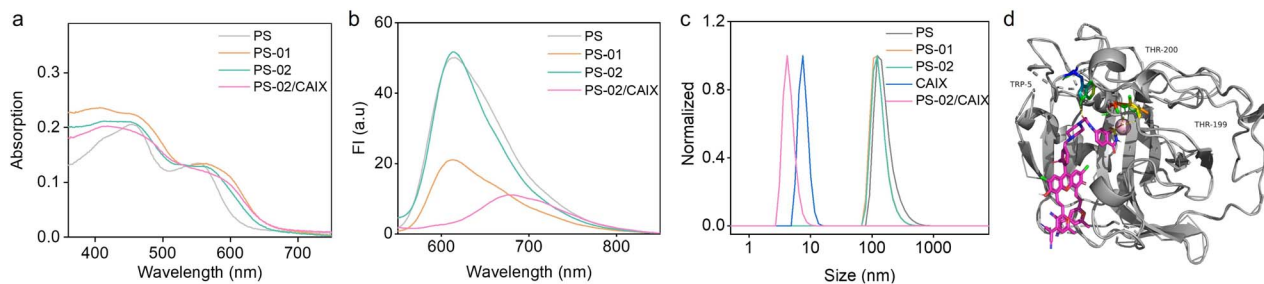 a
0.3
0.2
0.1
0.0
Absorption
400 500 600 700
Wavelength (nm)
PS
PS-01
PS-02
PS-02/CAIX
b
60
40
20
0
FI (a.u)
600 700 800
Wavelength (nm)
PS
PS-01
PS-02
PS-02/CAIX
c
1.2
0.8
0.4
0.0
Normalized
1 10 100 1000
Size (nm)
PS
PS-01
PS-02
CAIX
PS-02/CAIX
d
THR-200
TRP-5
THR-199